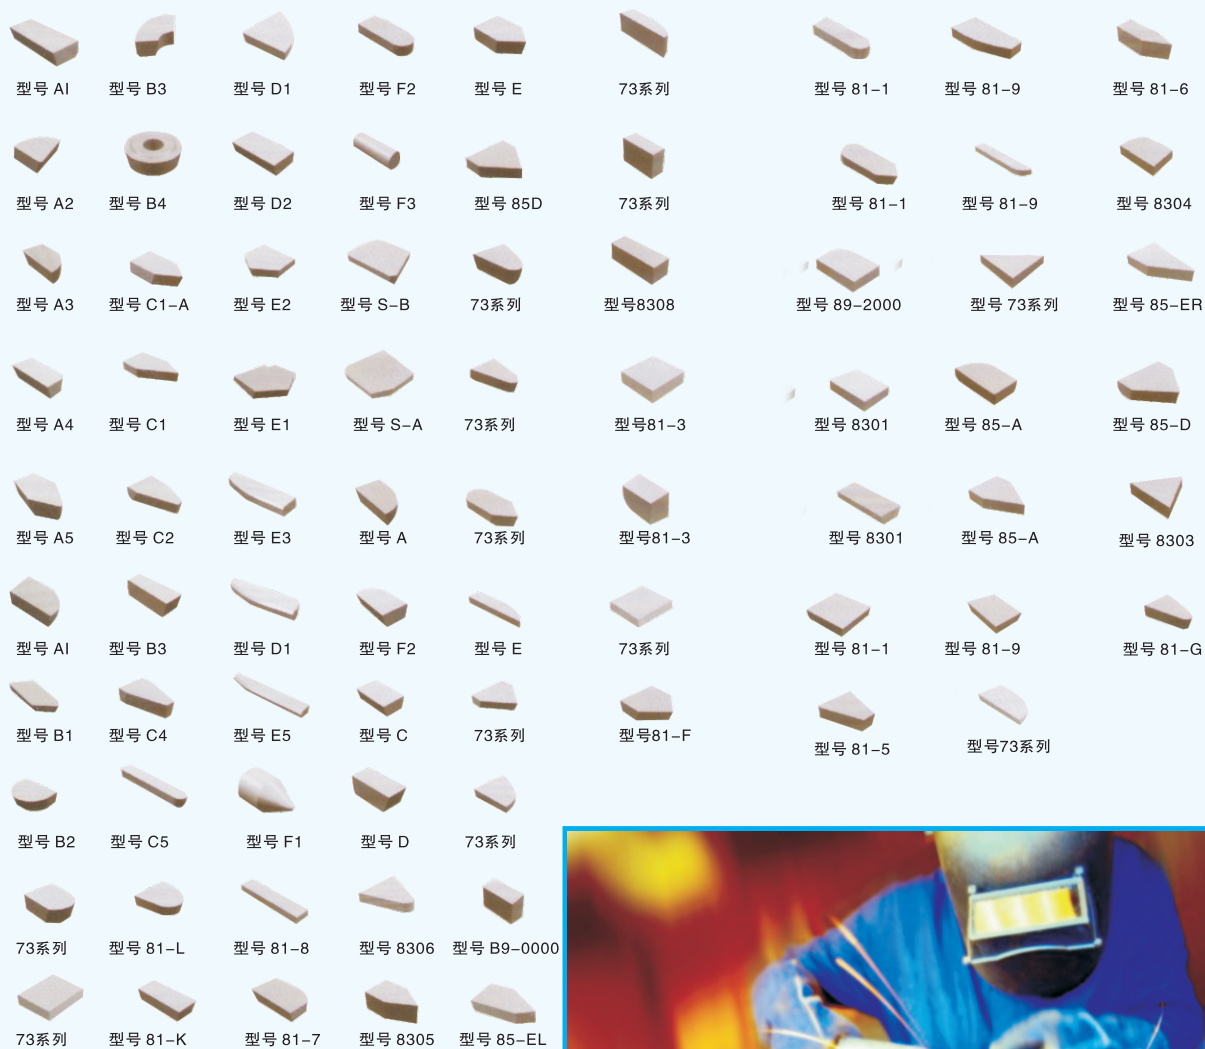 型号 AI 型号 B3 型号 D1 型号 F2 型号 E 73系列 型号 81-1 型号 81-9 型号 81-6
型号 A2 型号 B4 型号 D2 型号 F3 型号 85D 73系列 型号 81-1 型号 81-9 型号 8304
型号 A3 型号 C1-A 型号 E2 型号 S-B 73系列 型号8308 型号 89-2000 型号 73系列 型号 85-ER
型号 A4 型号 C1 型号 E1 型号 S-A 73系列 型号81-3 型号 8301 型号 85-A 型号 85-D
型号 A5 型号 C2 型号 E3 型号 A 73系列 型号81-3 型号 8301 型号 85-A 型号 8303
型号 AI 型号 B3 型号 D1 型号 F2 型号 E 73系列 型号 81-1 型号 81-9 型号 81-G
型号 B1 型号 C4 型号 E5 型号 C 73系列 型号81-F 型号 81-5 型号73系列
型号 B2 型号 C5 型号 F1 型号 D 73系列
73系列 型号 81-L 型号 81-8 型号 8306 型号 B9-0000
73系列 型号 81-K 型号 81-7 型号 8305 型号 85-EL